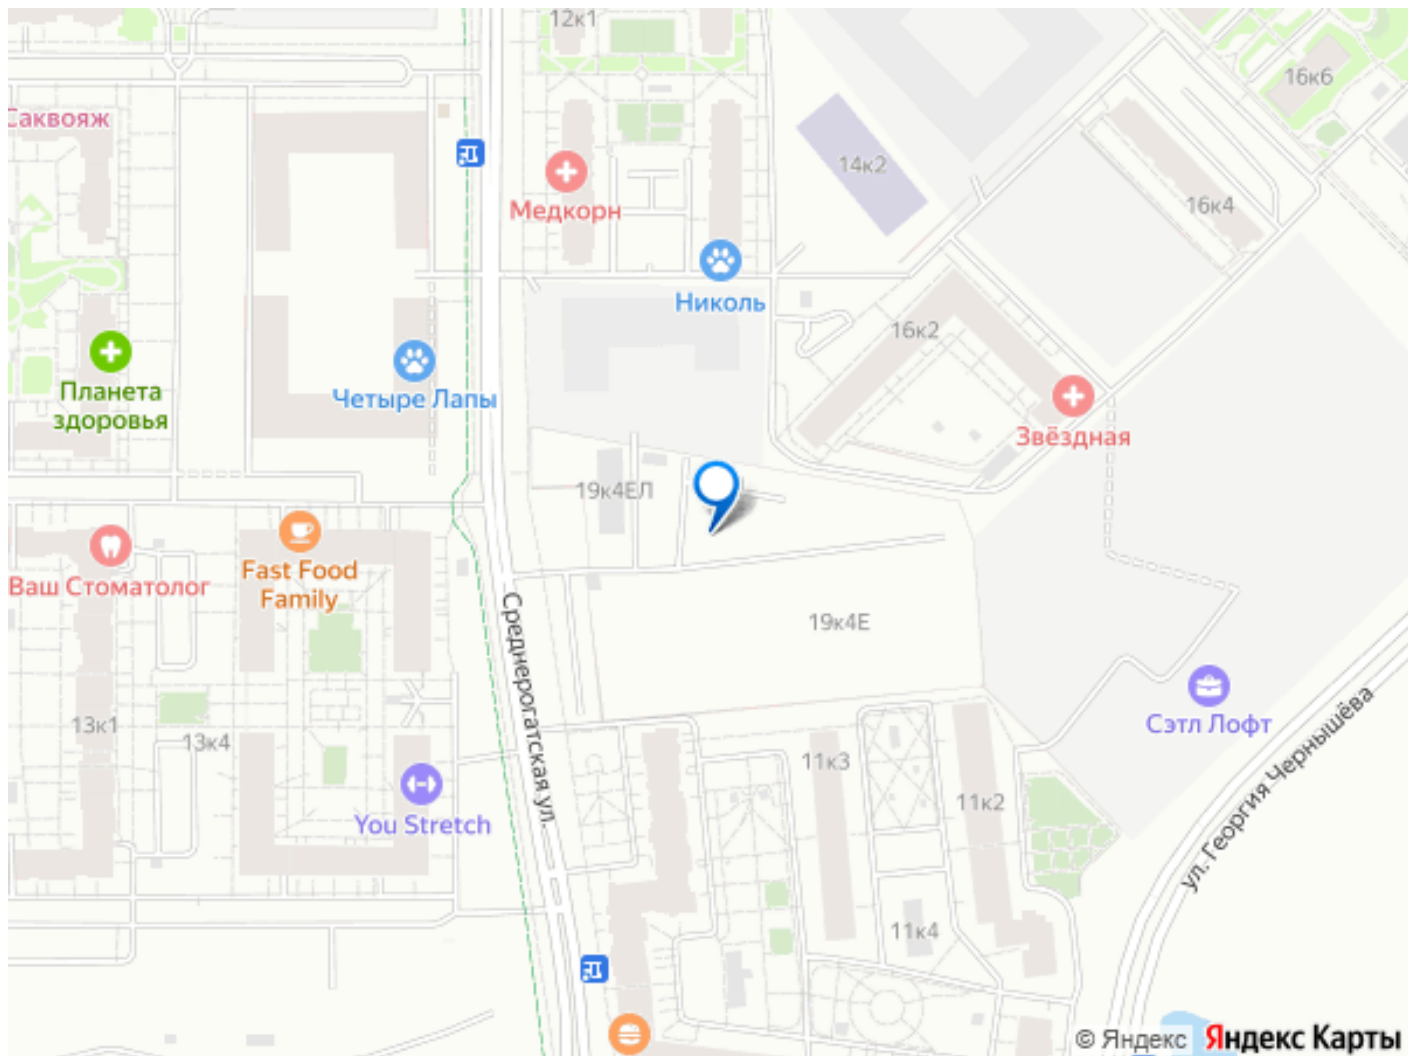 12к1
16к6
Саквояж
14к2
Медкорн
16к4
Николь
16к2
Планета
здоровья
Четыре Лапы
Звёздная
19к4ЕЛ
Ваш Стоматолог
Fast Food
Family
19к4Е
Среднерогатская ул.
13к1
13к4
11к3
Сэтл Лофт
11к2
You Stretch
ул. Георгия Чернышёва
11к4
© Яндекс Яндекс Карты